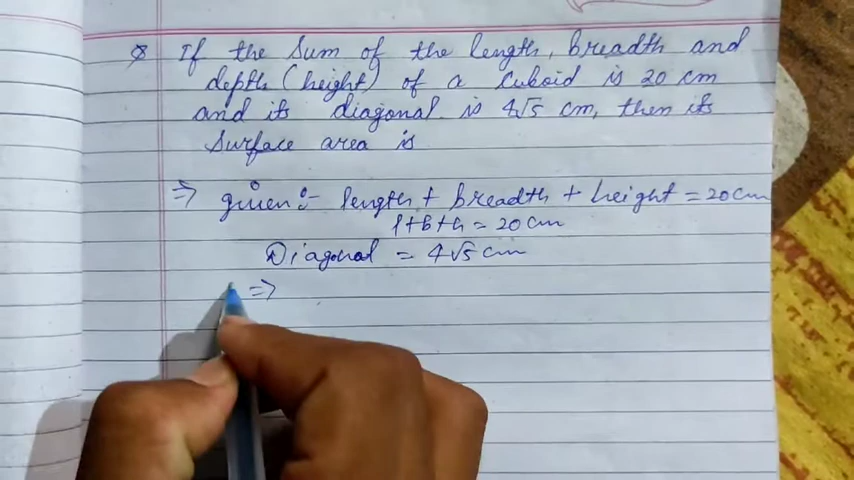 Q If the Sum of the length, breadth and
depth (height) of a cuboid is 20 cm
and its diagonal is 4√5 cm, then its
Surface area is
⇒ given :- length + breadth + height = 20cm
l+b+h = 20 cm
Diagonal = 4√5 cm
⇒